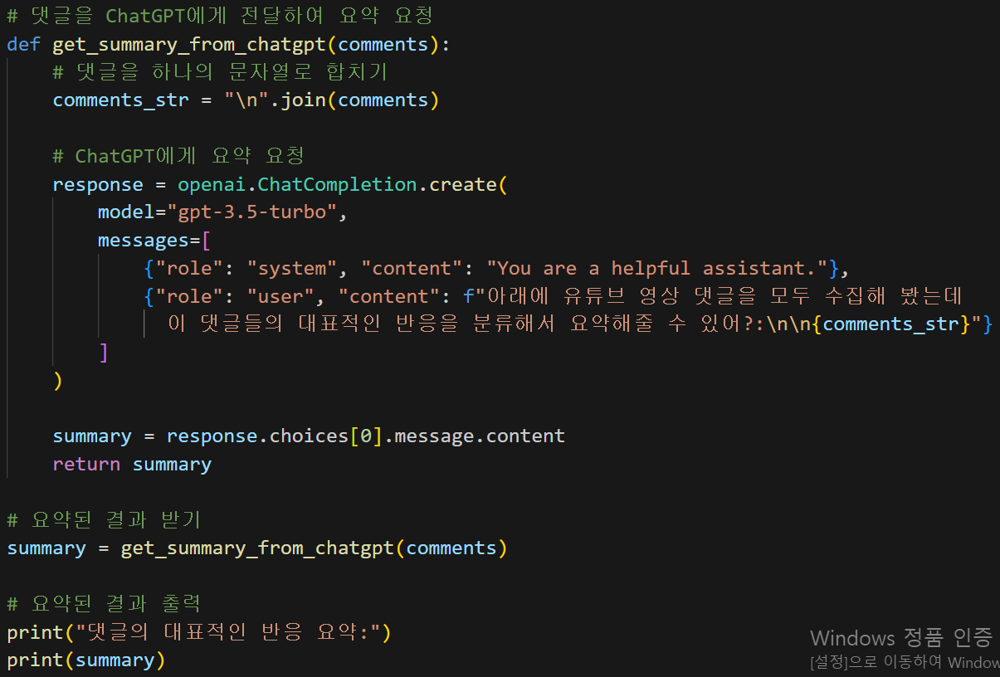 # 댓글을 ChatGPT에게 전달하여 요약 요청
def get_summary_from_chatgpt(comments):
    # 댓글을 하나의 문자열로 합치기
    comments_str = "\n".join(comments)

    # ChatGPT에게 요약 요청
    response = openai.ChatCompletion.create(
        model="gpt-3.5-turbo",
        messages=[
            {"role": "system", "content": "You are a helpful assistant."},
            {"role": "user", "content": f"아래에 유튜브 영상 댓글을 모두 수집해 봤는데
            이 댓글들의 대표적인 반응을 분류해서 요약해줄 수 있어?:\n\n{comments_str}"}
        ]
    )

    summary = response.choices[0].message.content
    return summary

# 요약된 결과 받기
summary = get_summary_from_chatgpt(comments)

# 요약된 결과 출력
print("댓글의 대표적인 반응 요약:")
print(summary)
Windows 정품 인증
[설정]으로 이동하여 Window